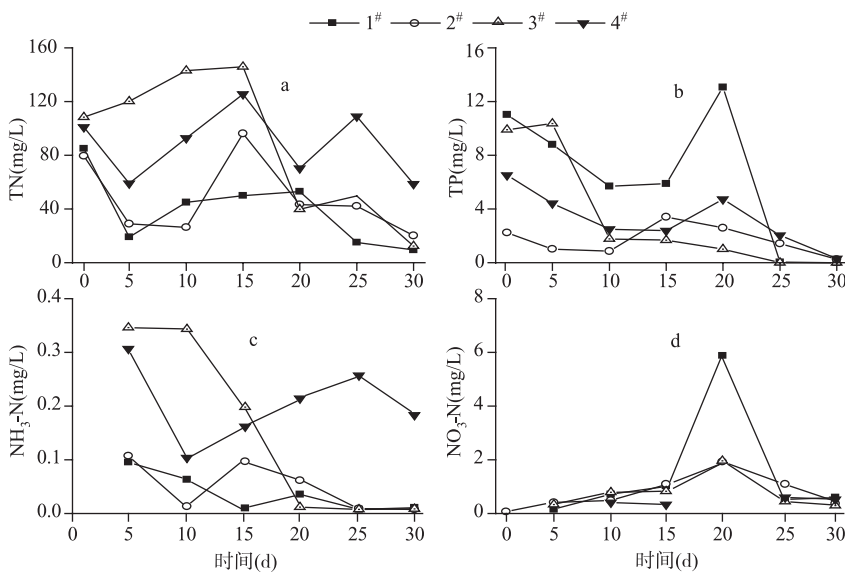 1# 2# 3# 4#
160 a
120
80
40
0
0 5 10 15 20 25 30
TN(mg/L)
16
12 b
8
4
0
0 5 10 15 20 25 30
TP(mg/L)
0.4
0.3 c
0.2
0.1
0.0
0 5 10 15 20 25 30
NH₃-N(mg/L)
时间(d)
8
6 d
4
2
0
0 5 10 15 20 25 30
NO₃-N(mg/L)
时间(d)